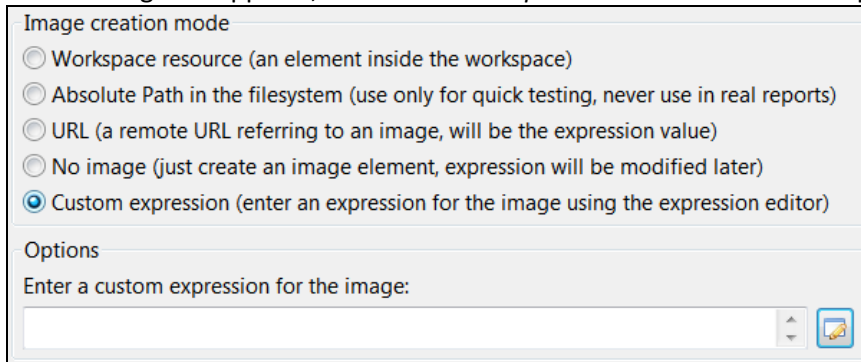 Image creation mode
Workspace resource (an element inside the workspace)
Absolute Path in the filesystem (use only for quick testing, never use in real reports)
URL (a remote URL referring to an image, will be the expression value)
No image (just create an image element, expression will be modified later)
Custom expression (enter an expression for the image using the expression editor)
Options
Enter a custom expression for the image: